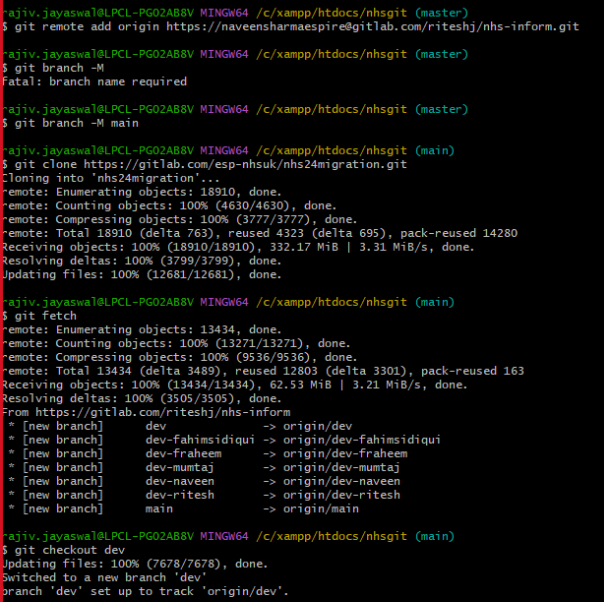 rajiv.jayaswal@LPCL-PG02AB8V MINGW64 /c/xampp/htdocs/nhsgit (master)
$ git remote add origin https://naveensharmaespire@gitlab.com/riteshj/nhs-inform.git
rajiv.jayaswal@LPCL-PG02AB8V MINGW64 /c/xampp/htdocs/nhsgit (master)
$ git branch -M
fatal: branch name required
rajiv.jayaswal@LPCL-PG02AB8V MINGW64 /c/xampp/htdocs/nhsgit (master)
$ git branch -M main
rajiv.jayaswal@LPCL-PG02AB8V MINGW64 /c/xampp/htdocs/nhsgit (main)
$ git clone https://gitlab.com/esp-nhsuk/nhs24migration.git
Cloning into 'nhs24migration'...
remote: Enumerating objects: 18910, done.
remote: Counting objects: 100% (4630/4630), done.
remote: Compressing objects: 100% (3777/3777), done.
remote: Total 18910 (delta 763), reused 4323 (delta 695), pack-reused 14280
Receiving objects: 100% (18910/18910), 332.17 MiB | 3.31 MiB/s, done.
Resolving deltas: 100% (3799/3799), done.
Updating files: 100% (12681/12681), done.
rajiv.jayaswal@LPCL-PG02AB8V MINGW64 /c/xampp/htdocs/nhsgit (main)
$ git fetch
remote: Enumerating objects: 13434, done.
remote: Counting objects: 100% (13271/13271), done.
remote: Compressing objects: 100% (9536/9536), done.
remote: Total 13434 (delta 3489), reused 12803 (delta 3301), pack-reused 163
Receiving objects: 100% (13434/13434), 62.53 MiB | 3.21 MiB/s, done.
Resolving deltas: 100% (3505/3505), done.
From https://gitlab.com/riteshj/nhs-inform
* [new branch] dev -> origin/dev
* [new branch] dev-fahimsidiqui -> origin/dev-fahimsidiqui
* [new branch] dev-fraheem -> origin/dev-fraheem
* [new branch] dev-mumtaj -> origin/dev-mumtaj
* [new branch] dev-naveen -> origin/dev-naveen
* [new branch] dev-ritesh -> origin/dev-ritesh
* [new branch] main -> origin/main
rajiv.jayaswal@LPCL-PG02AB8V MINGW64 /c/xampp/htdocs/nhsgit (main)
$ git checkout dev
Updating files: 100% (7678/7678), done.
Switched to a new branch 'dev'
branch 'dev' set up to track 'origin/dev'.